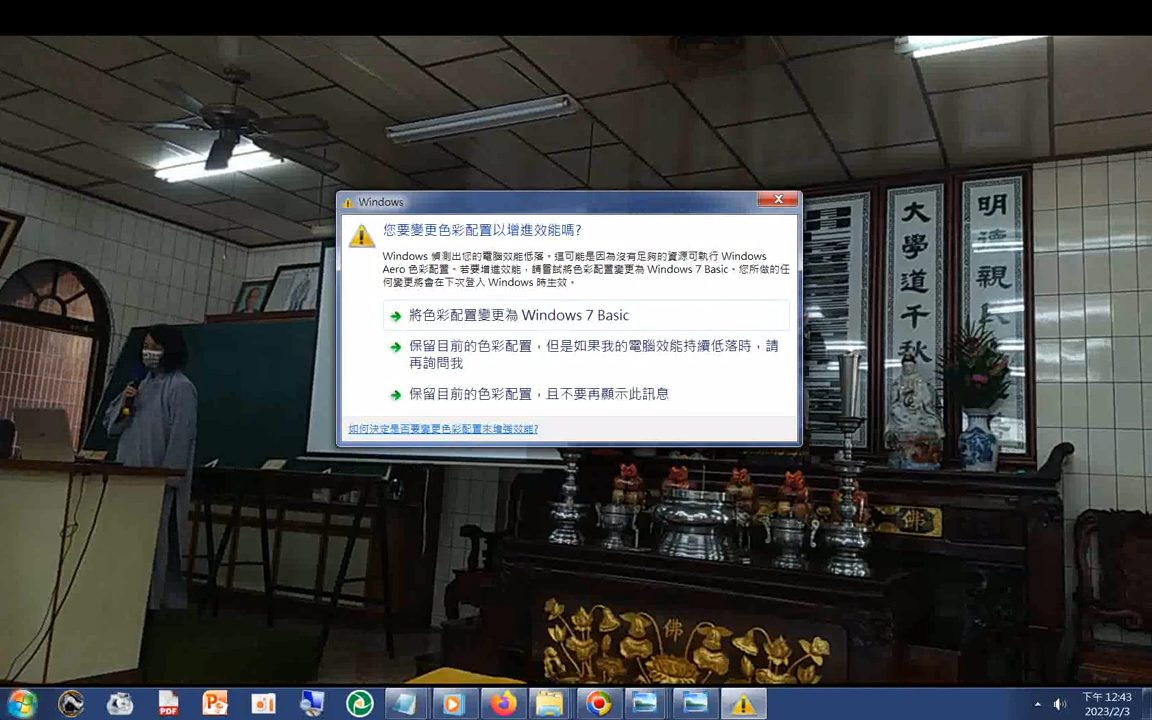 Windows
您要變更色彩配置以增進效能嗎?
Windows 偵測出您的電腦效能低落。這可能是因為沒有足夠的資源可執行 Windows
Aero 色彩配置。若要增進效能，請嘗試將色彩配置變更為 Windows 7 Basic。您所做的任
何變更將會在下次登入 Windows 時生效。
將色彩配置變更為 Windows 7 Basic
保留目前的色彩配置，但是如果我的電腦效能持續低落時，請
再詢問我
保留目前的色彩配置，且不要再顯示此訊息
如何決定是否要變更色彩配置來增強效能?
大學道千秋
明德親民
佛
佛
PDF
下午 12:43
2023/2/3